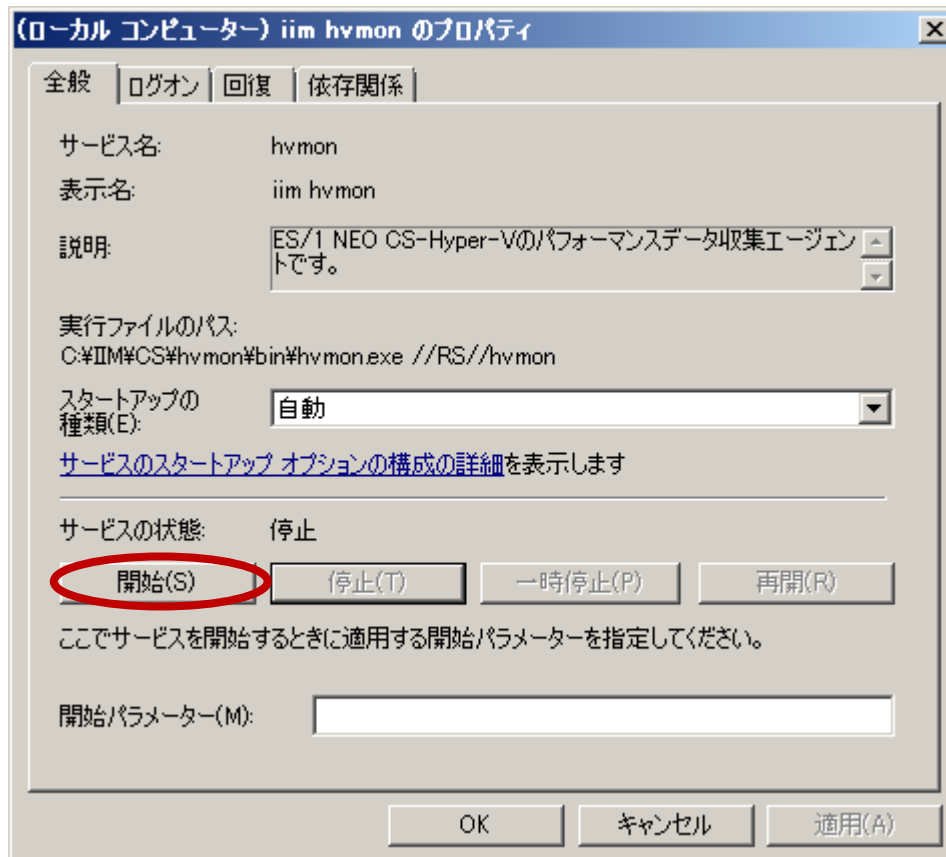 (ローカル コンピューター) iim hvmon のプロパティ
全般 ログオン 回復 依存関係
サービス名: hvmon
表示名: iim hvmon
説明: ES/1 NEO CS-Hyper-Vのパフォーマンスデータ収集エージェン
トです。
実行ファイルのパス:
C:¥IIM¥CS¥hvmon¥bin¥hvmon.exe //RS//hvmon
スタートアップの
種類(E): 自動
サービスのスタートアップ オプションの構成の詳細を表示します
サービスの状態: 停止
開始(S) 停止(T) 一時停止(P) 再開(R)
ここでサービスを開始するときに適用する開始パラメーターを指定してください。
開始パラメーター(M):
OK キャンセル 適用(A)